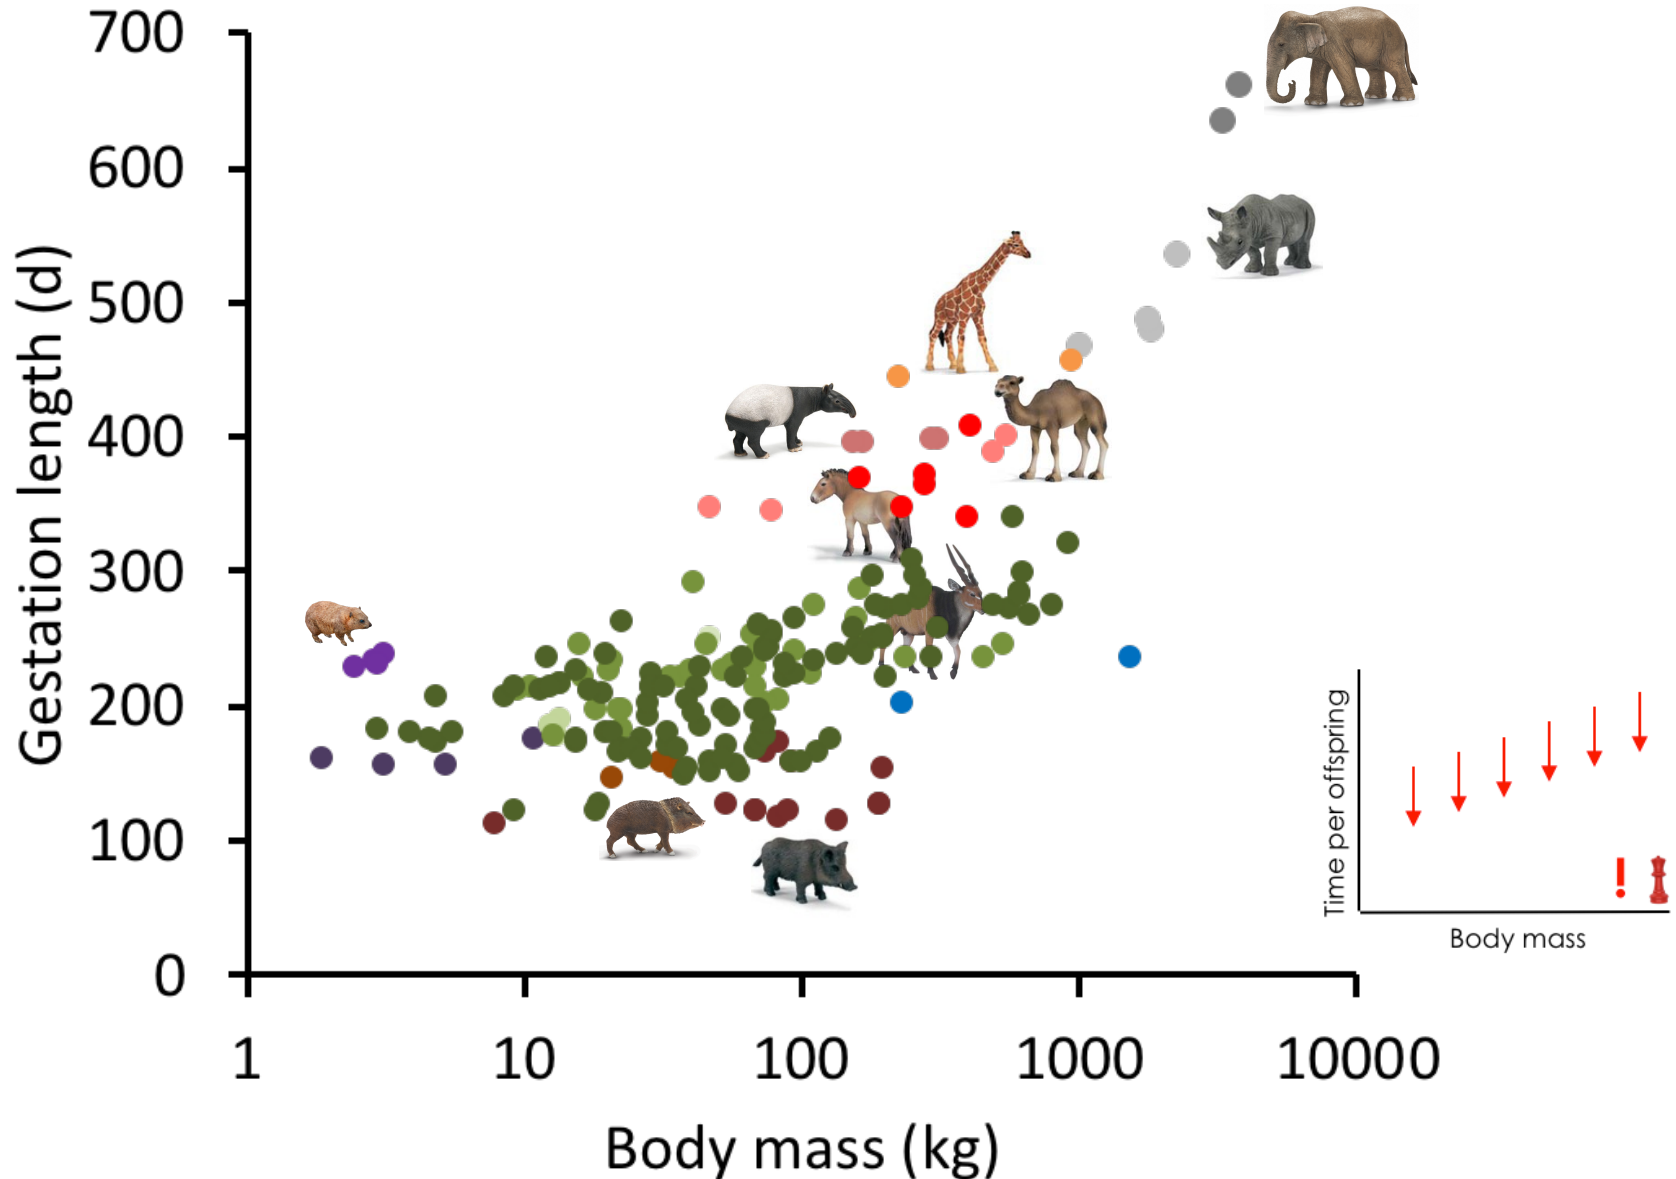 700
600
500
400
300
200
100
0
Gestation length (d)
1 10 100 1000 10000
Body mass (kg)
Time per offspring
!
Body mass